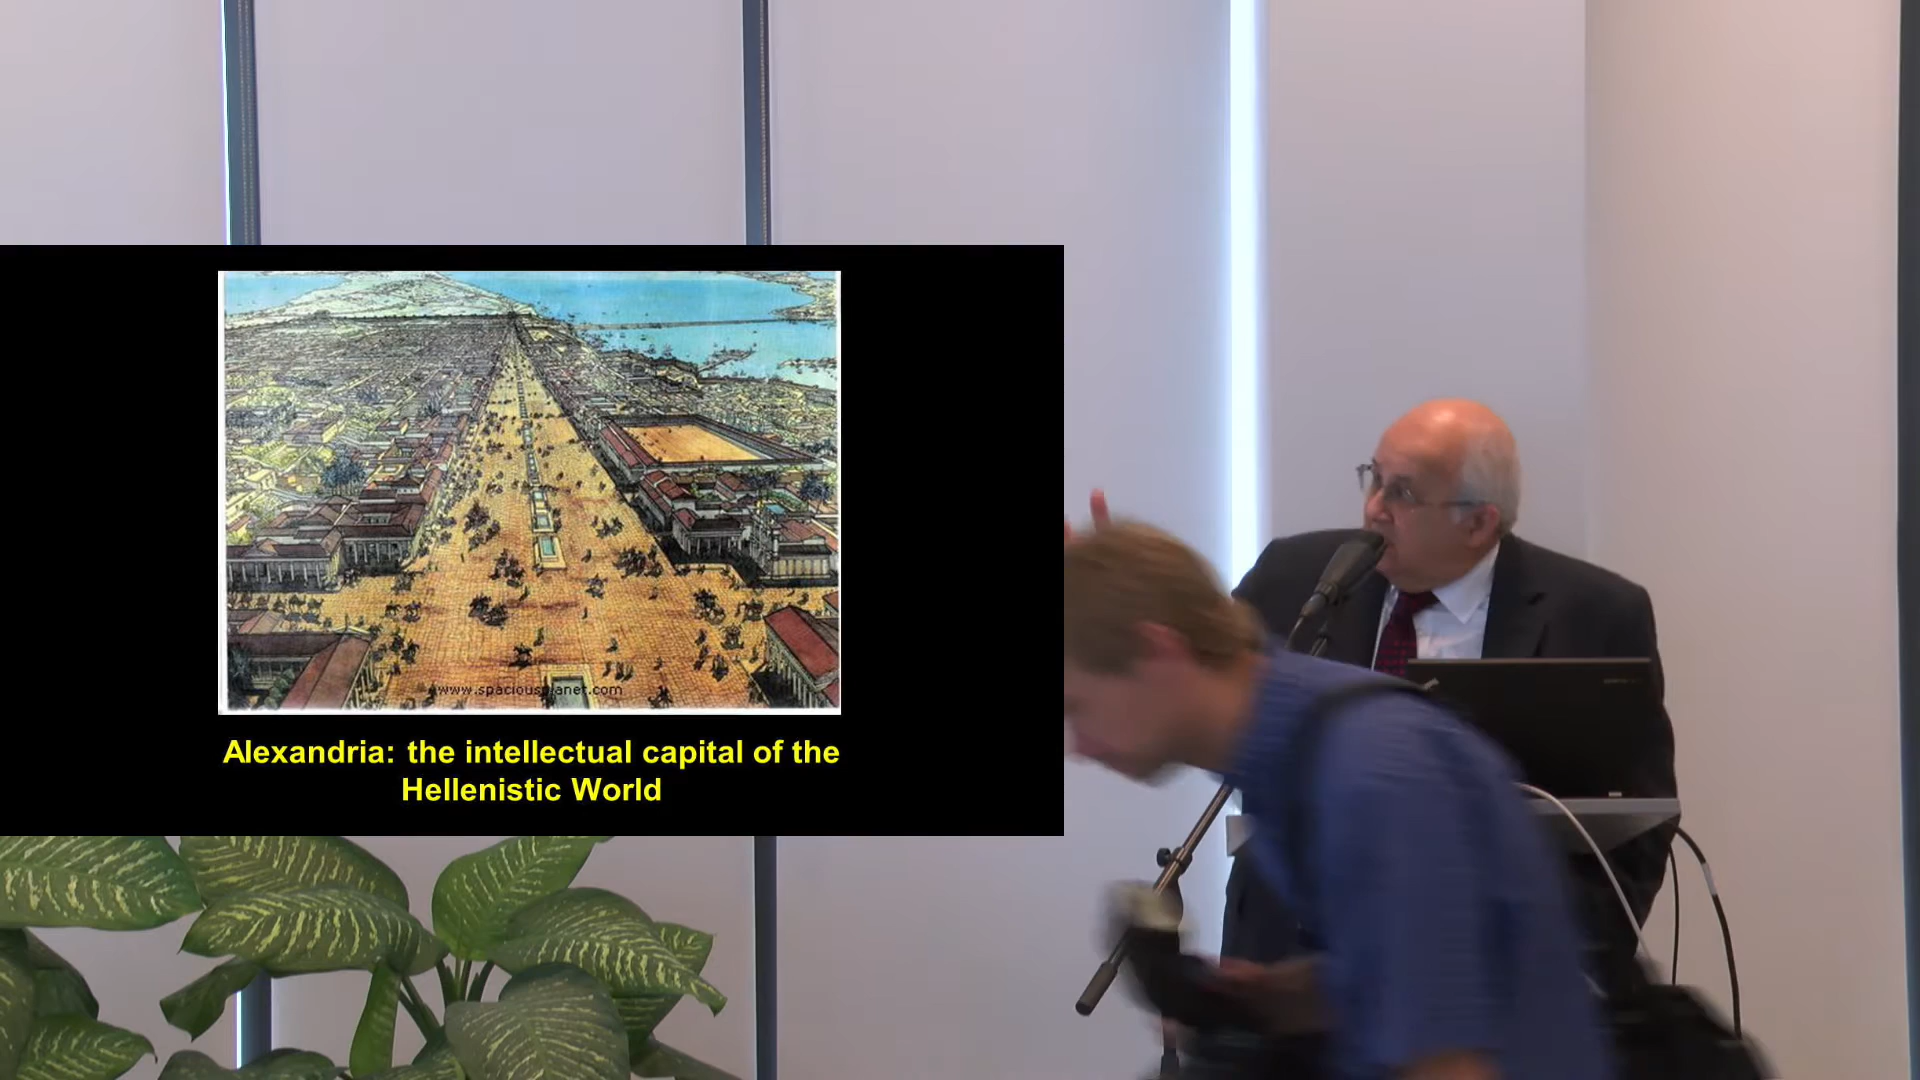 www.spaciousplanet.com
Alexandria: the intellectual capital of the
Hellenistic World